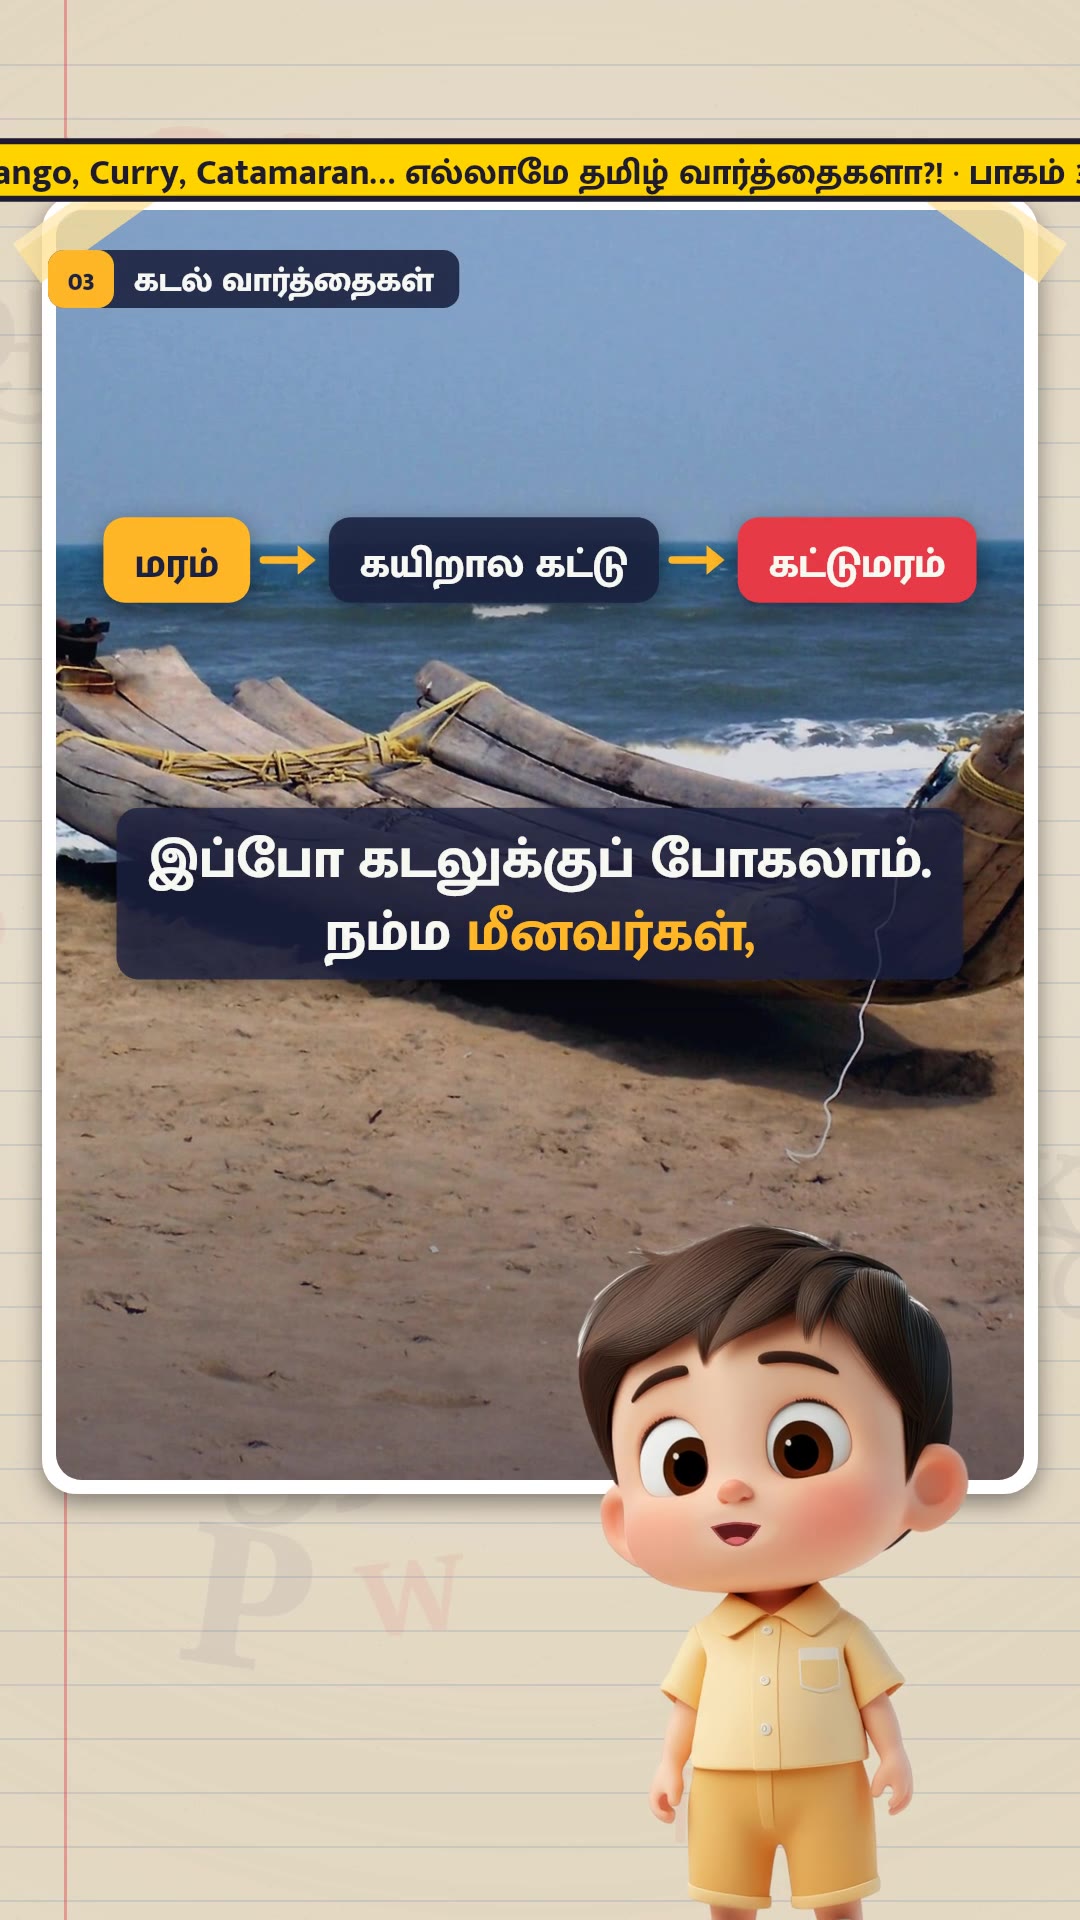 ango, Curry, Catamaran... எல்லாமே தமிழ் வார்த்தைகளா?! · பாகம்
03 கடல் வார்த்தைகள்
மரம் → கயிறால கட்டு → கட்டுமரம்
இப்போ கடலுக்குப் போகலாம்.
நம்ம மீனவர்கள்,
P w